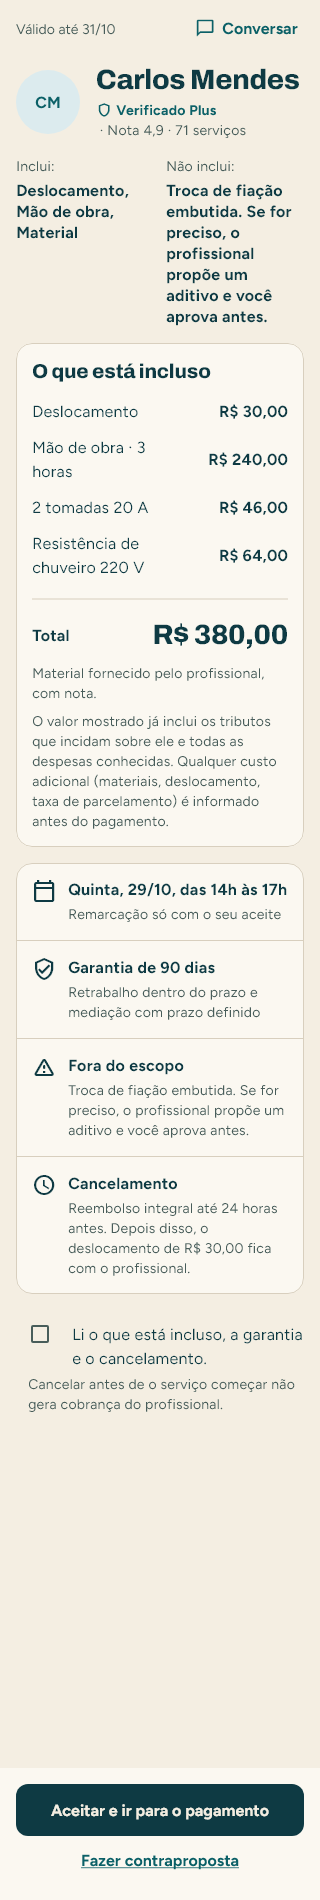 Válido até 31/10
Conversar
CM
Carlos Mendes
Verificado Plus
· Nota 4,9 · 71 serviços
Inclui:
Deslocamento,
Mão de obra,
Material
Não inclui:
Troca de fiação
embutida. Se for
preciso, o
profissional
propõe um
aditivo e você
aprova antes.
O que está incluso
Deslocamento R$ 30,00
Mão de obra · 3
horas
R$ 240,00
2 tomadas 20 A R$ 46,00
Resistência de
chuveiro 220 V
R$ 64,00
Total R$ 380,00
Material fornecido pelo profissional,
com nota.
O valor mostrado já inclui os tributos
que incidam sobre ele e todas as
despesas conhecidas. Qualquer custo
adicional (materiais, deslocamento,
taxa de parcelamento) é informado
antes do pagamento.
Quinta, 29/10, das 14h às 17h
Remarcação só com o seu aceite
Garantia de 90 dias
Retrabalho dentro do prazo e
mediação com prazo definido
Fora do escopo
Troca de fiação embutida. Se for
preciso, o profissional propõe um
aditivo e você aprova antes.
Cancelamento
Reembolso integral até 24 horas
antes. Depois disso, o
deslocamento de R$ 30,00 fica
com o profissional.
Li o que está incluso, a garantia
e o cancelamento.
Cancelar antes de o serviço começar não
gera cobrança do profissional.
Aceitar e ir para o pagamento
Fazer contraproposta